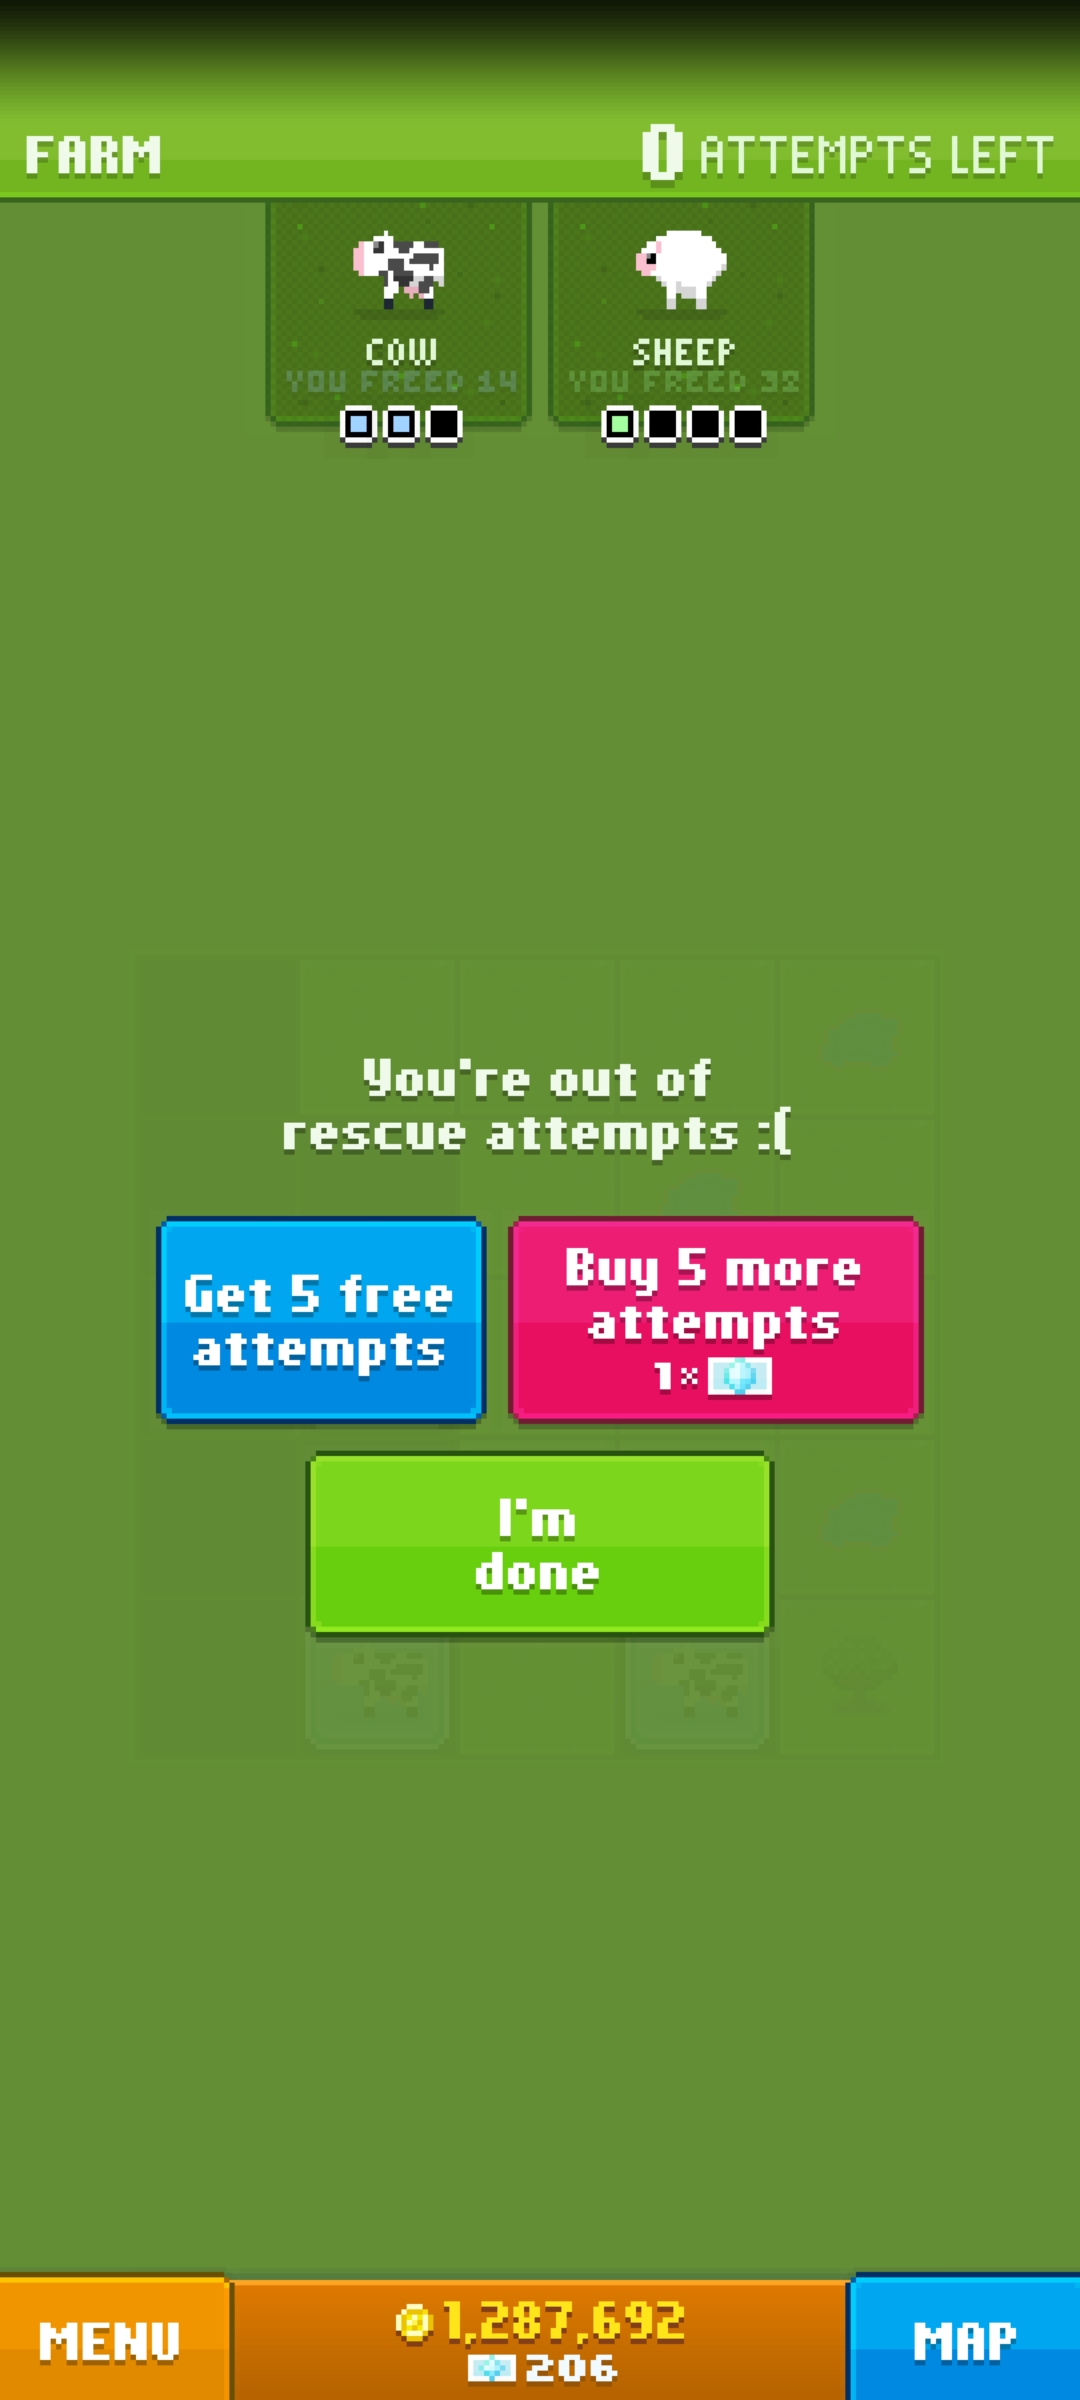 FARM
0 ATTEMPTS LEFT
COW
YOU FREED 14
SHEEP
YOU FREED 38
You're out of
rescue attempts :(
Get 5 free
attempts
Buy 5 more
attempts
1×
I'm
done
MENU
1,287,692
206
MAP